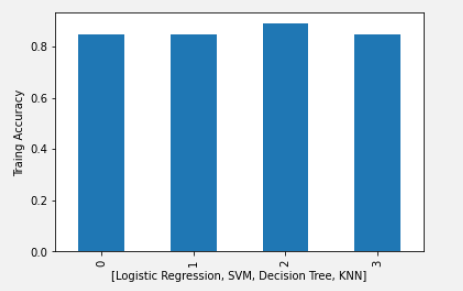 0.8
0.6
0.4
0.2
0.0
Traing Accuracy
0 1 2 3
[Logistic Regression, SVM, Decision Tree, KNN]